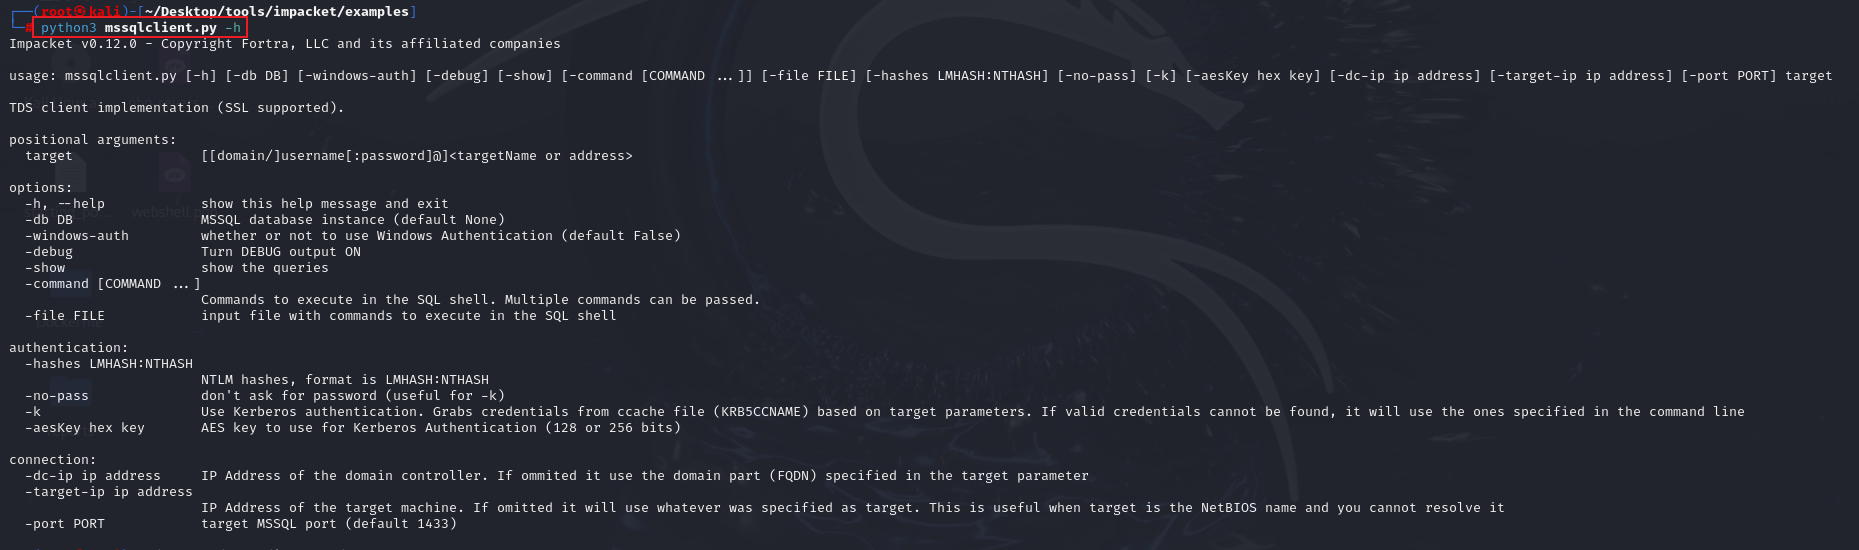 ┌──(root㉿kali)-[~/Desktop/tools/impacket/examples]
└─# python3 mssqlclient.py -h
Impacket v0.12.0 - Copyright Fortra, LLC and its affiliated companies
usage: mssqlclient.py [-h] [-db DB] [-windows-auth] [-debug] [-show] [-command [COMMAND ...]] [-file FILE] [-hashes LMHASH:NTHASH] [-no-pass] [-k] [-aesKey hex key] [-dc-ip ip address] [-target-ip ip address] [-port PORT] target
TDS client implementation (SSL supported).
positional arguments:
target [[domain/]username[:password]@]<targetName or address>
options:
-h, --help show this help message and exit
-db DB MSSQL database instance (default None)
-windows-auth whether or not to use Windows Authentication (default False)
-debug Turn DEBUG output ON
-show show the queries
-command [COMMAND ...]
Commands to execute in the SQL shell. Multiple commands can be passed.
-file FILE input file with commands to execute in the SQL shell
authentication:
-hashes LMHASH:NTHASH
NTLM hashes, format is LMHASH:NTHASH
-no-pass don't ask for password (useful for -k)
-k Use Kerberos authentication. Grabs credentials from ccache file (KRB5CCNAME) based on target parameters. If valid credentials cannot be found, it will use the ones specified in the command line
-aesKey hex key AES key to use for Kerberos Authentication (128 or 256 bits)
connection:
-dc-ip ip address IP Address of the domain controller. If ommited it use the domain part (FQDN) specified in the target parameter
-target-ip ip address
IP Address of the target machine. If omitted it will use whatever was specified as target. This is useful when target is the NetBIOS name and you cannot resolve it
-port PORT target MSSQL port (default 1433)